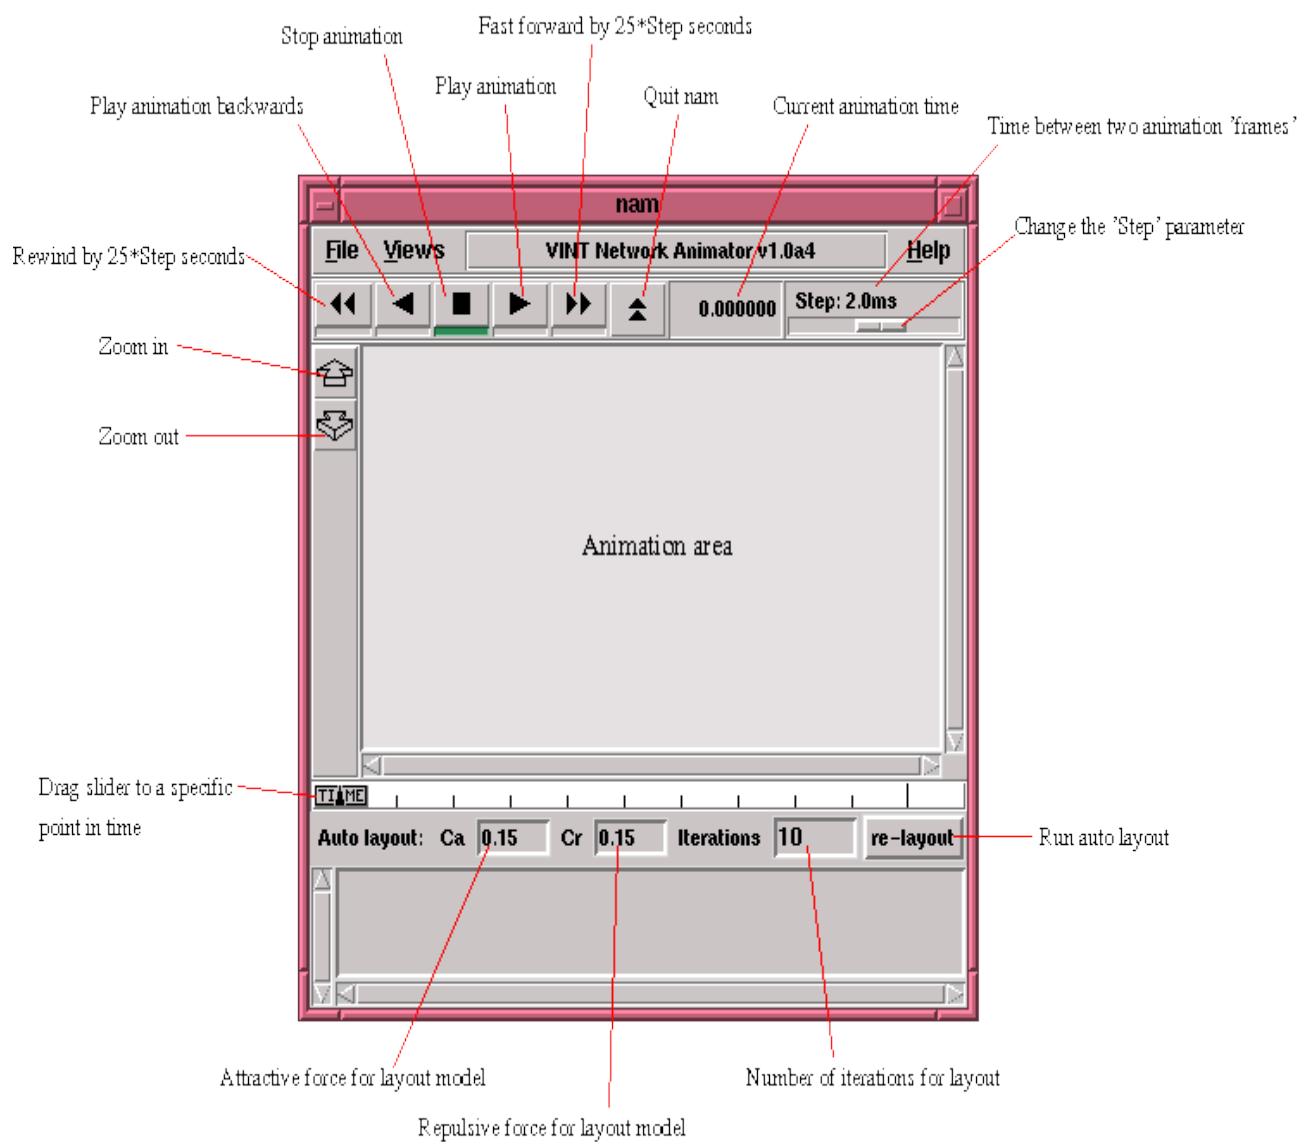 Fast forward by 25*Step seconds
Stop animation
Play animation
Quit nam
Play animation backwards
Current animation time
Time between two animation 'frames'
nam
Change the 'Step' parameter
File Views VINT Network Animator v1.0a4 Help
Rewind by 25*Step seconds
0.000000 Step: 2.0ms
Zoom in
Zoom out
Animation area
Drag slider to a specific
point in time
TIME
Auto layout: Ca 0.15 Cr 0.15 Iterations 10 re-layout
Run auto layout
Attractive force for layout model
Number of iterations for layout
Repulsive force for layout model